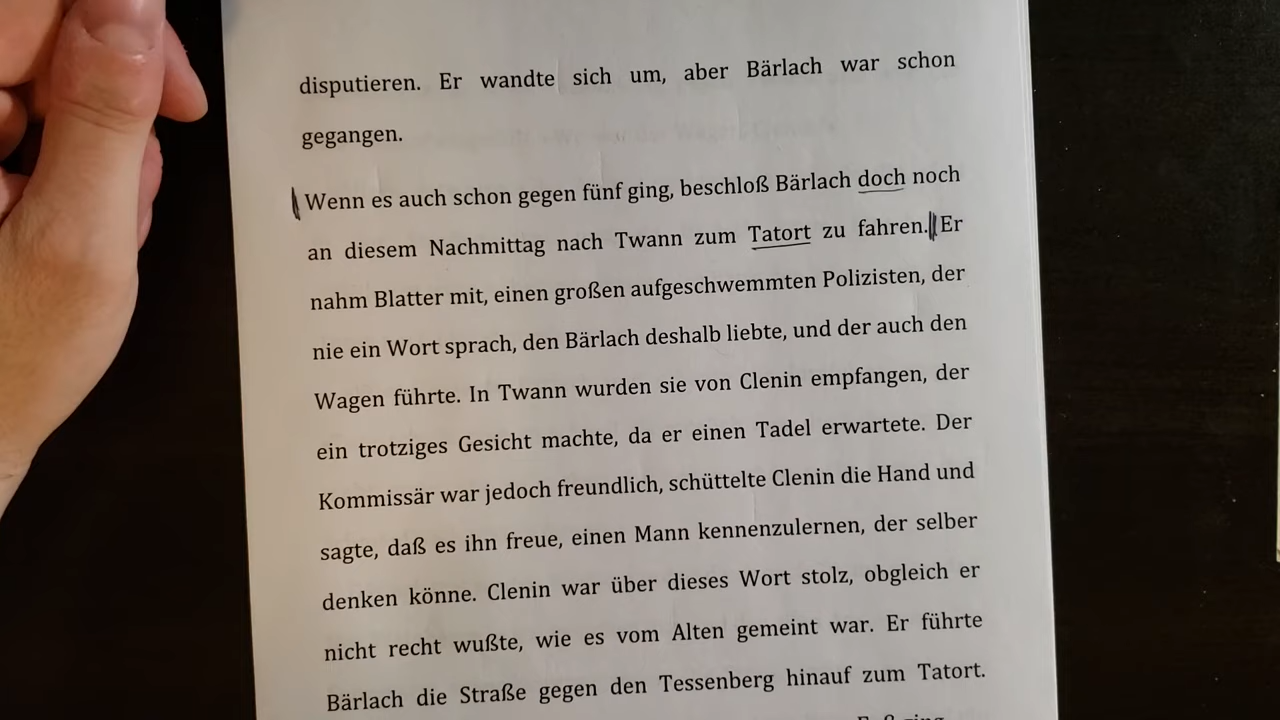 disputieren. Er wandte sich um, aber Bärlach war schon
gegangen.
Wenn es auch schon gegen fünf ging, beschloß Bärlach doch noch
an diesem Nachmittag nach Twann zum Tatort zu fahren. Er
nahm Blatter mit, einen großen aufgeschwemmten Polizisten, der
nie ein Wort sprach, den Bärlach deshalb liebte, und der auch den
Wagen führte. In Twann wurden sie von Clenin empfangen, der
ein trotziges Gesicht machte, da er einen Tadel erwartete. Der
Kommissär war jedoch freundlich, schüttelte Clenin die Hand und
sagte, daß es ihn freue, einen Mann kennenzulernen, der selber
denken könne. Clenin war über dieses Wort stolz, obgleich er
nicht recht wußte, wie es vom Alten gemeint war. Er führte
Bärlach die Straße gegen den Tessenberg hinauf zum Tatort.